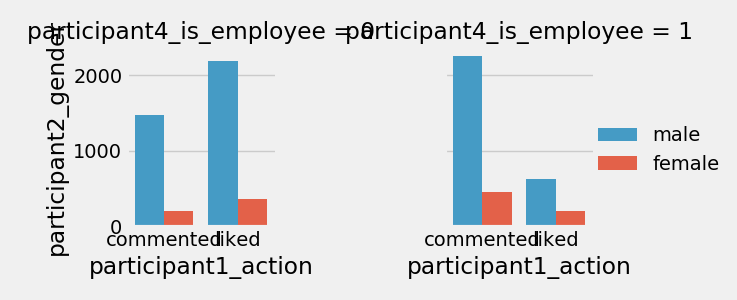 participant4_is_employee = 0
participant4_is_employee = 1
participant2_gender
2000
1000
0
commented
liked
commented
liked
participant1_action
participant1_action
male
female